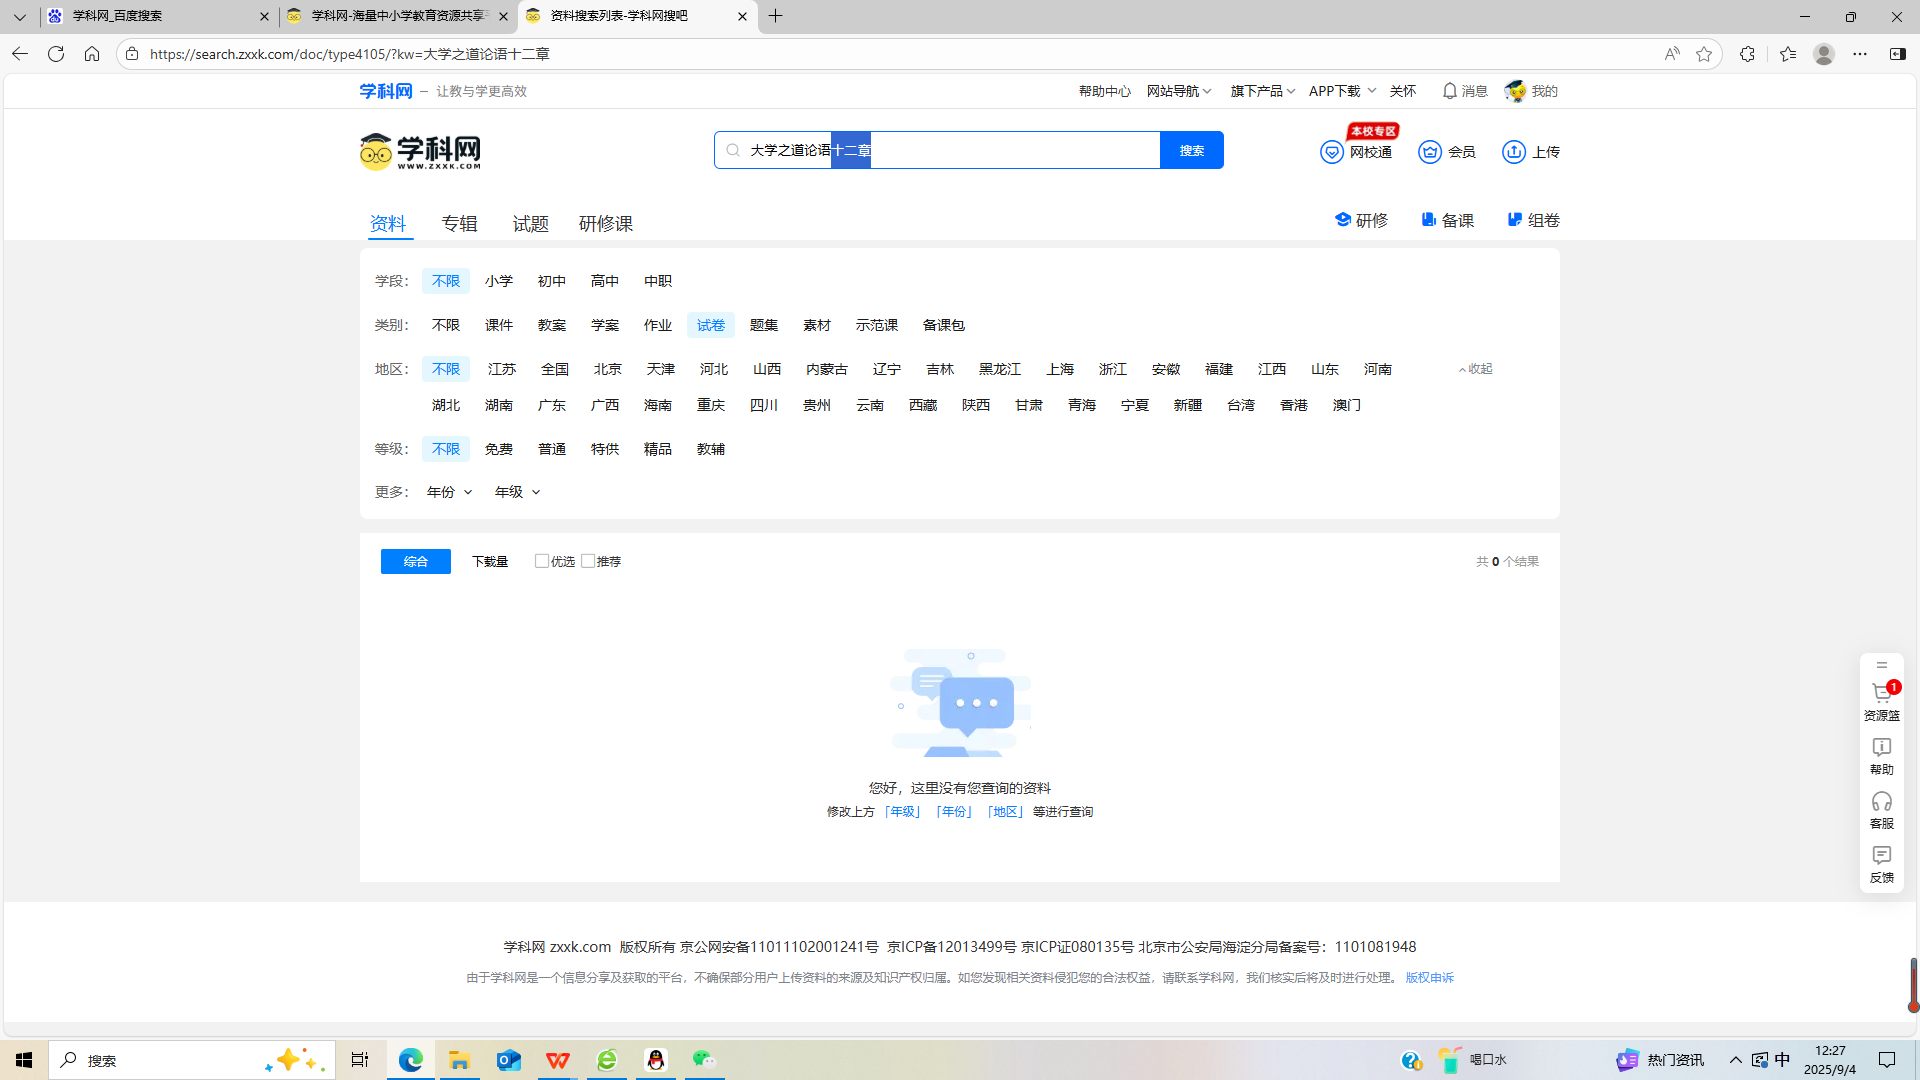 学科网_百度搜索
学科网-海量中小学教育资源共享
资料搜索列表-学科网搜吧
https://search.zxxk.com/doc/type4105/?kw=大学之道论语十二章
学科网 – 让教与学更高效
帮助中心 网站导航 旗下产品 APP下载 关怀 消息 我的
学科网
WWW.ZXXK.COM
大学之道论语十二章 搜索
本校专区
网校通 会员 上传
资料 专辑 试题 研修课 研修 备课 组卷
学段: 不限 小学 初中 高中 中职
类别: 不限 课件 教案 学案 作业 试卷 题集 素材 示范课 备课包
地区: 不限 江苏 全国 北京 天津 河北 山西 内蒙古 辽宁 吉林 黑龙江 上海 浙江 安徽 福建 江西 山东 河南 收起
湖北 湖南 广东 广西 海南 重庆 四川 贵州 云南 西藏 陕西 甘肃 青海 宁夏 新疆 台湾 香港 澳门
等级: 不限 免费 普通 特供 精品 教辅
更多: 年份 年级
综合 下载量 优选 推荐 共 0 个结果
您好，这里没有您查询的资料
修改上方「年级」「年份」「地区」等进行查询
1
资源篮
帮助
客服
反馈
学科网 zxxk.com 版权所有 京公网安备11011102001241号 京ICP备12013499号 京ICP证080135号 北京市公安局海淀分局备案号：1101081948
由于学科网是一个信息分享及获取的平台，不确保部分用户上传资料的来源及知识产权归属。如您发现相关资料侵犯您的合法权益，请联系学科网，我们核实后将及时进行处理。 版权申诉
搜索
喝口水
热门资讯
中
12:27
2025/9/4